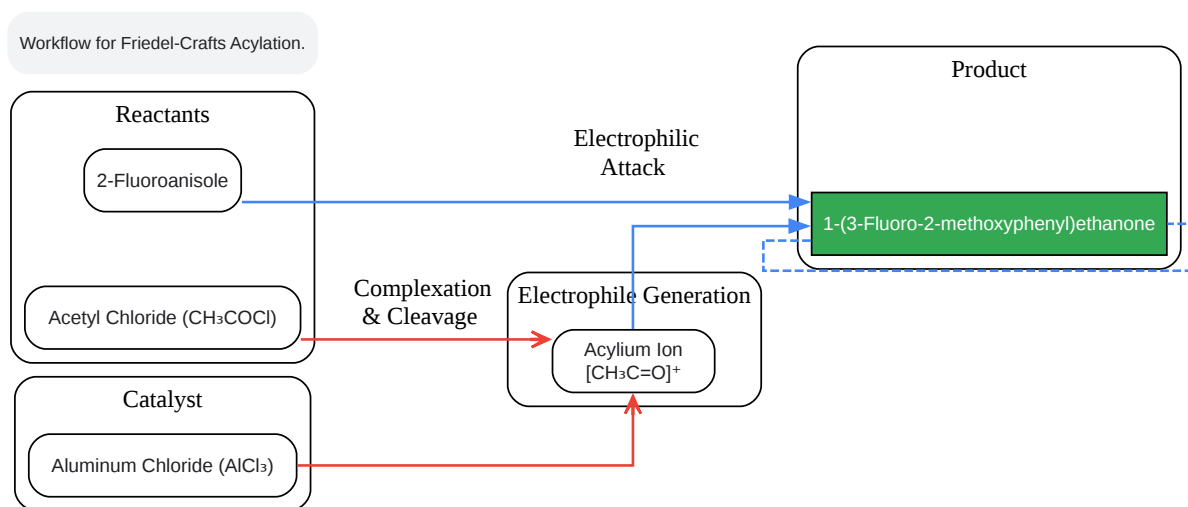 Workflow for Friedel-Crafts Acylation.
Reactants
2-Fluoroanisole
Acetyl Chloride (CH₃COCl)
Catalyst
Aluminum Chloride (AlCl₃)
Complexation
& Cleavage
Electrophile Generation
Acylium Ion
[CH₃C=O]⁺
Electrophilic
Attack
Product
1-(3-Fluoro-2-methoxyphenyl)ethanone